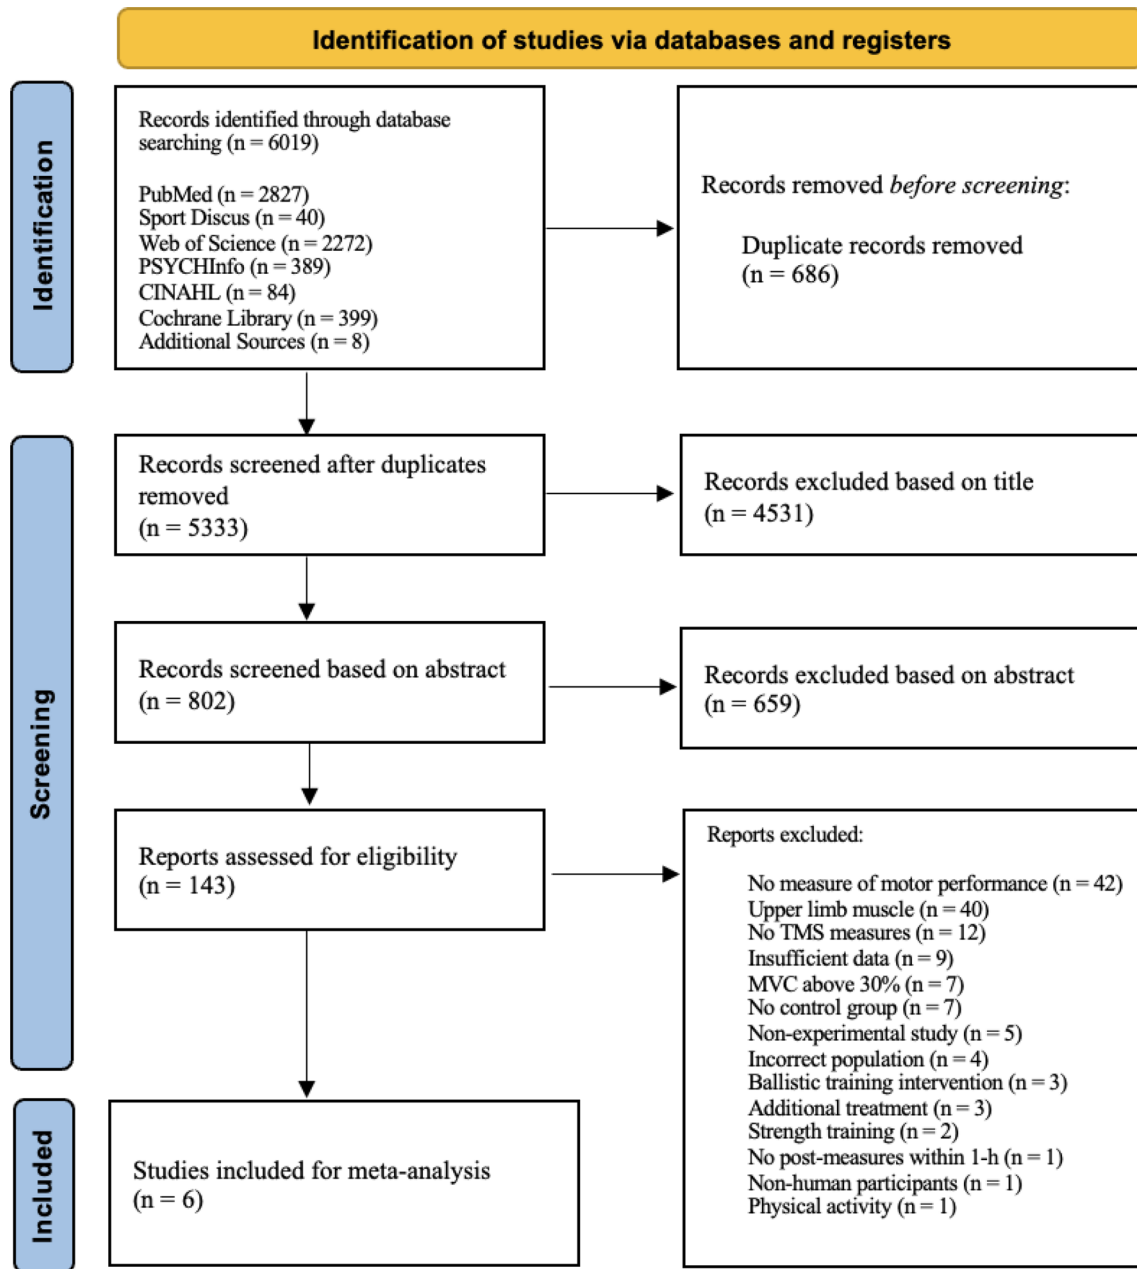 Identification of studies via databases and registers
Identification
Records identified through database
searching (n = 6019)
PubMed (n = 2827)
Sport Discus (n = 40)
Web of Science (n = 2272)
PSYCHInfo (n = 389)
CINAHL (n = 84)
Cochrane Library (n = 399)
Additional Sources (n = 8)
Records removed before screening:
Duplicate records removed
(n = 686)
Screening
Records screened after duplicates
removed
(n = 5333)
Records excluded based on title
(n = 4531)
Records screened based on abstract
(n = 802)
Records excluded based on abstract
(n = 659)
Reports assessed for eligibility
(n = 143)
Reports excluded:
No measure of motor performance (n = 42)
Upper limb muscle (n = 40)
No TMS measures (n = 12)
Insufficient data (n = 9)
MVC above 30% (n = 7)
No control group (n = 7)
Non-experimental study (n = 5)
Incorrect population (n = 4)
Ballistic training intervention (n = 3)
Additional treatment (n = 3)
Strength training (n = 2)
No post-measures within 1-h (n = 1)
Non-human participants (n = 1)
Physical activity (n = 1)
Included
Studies included for meta-analysis
(n = 6)